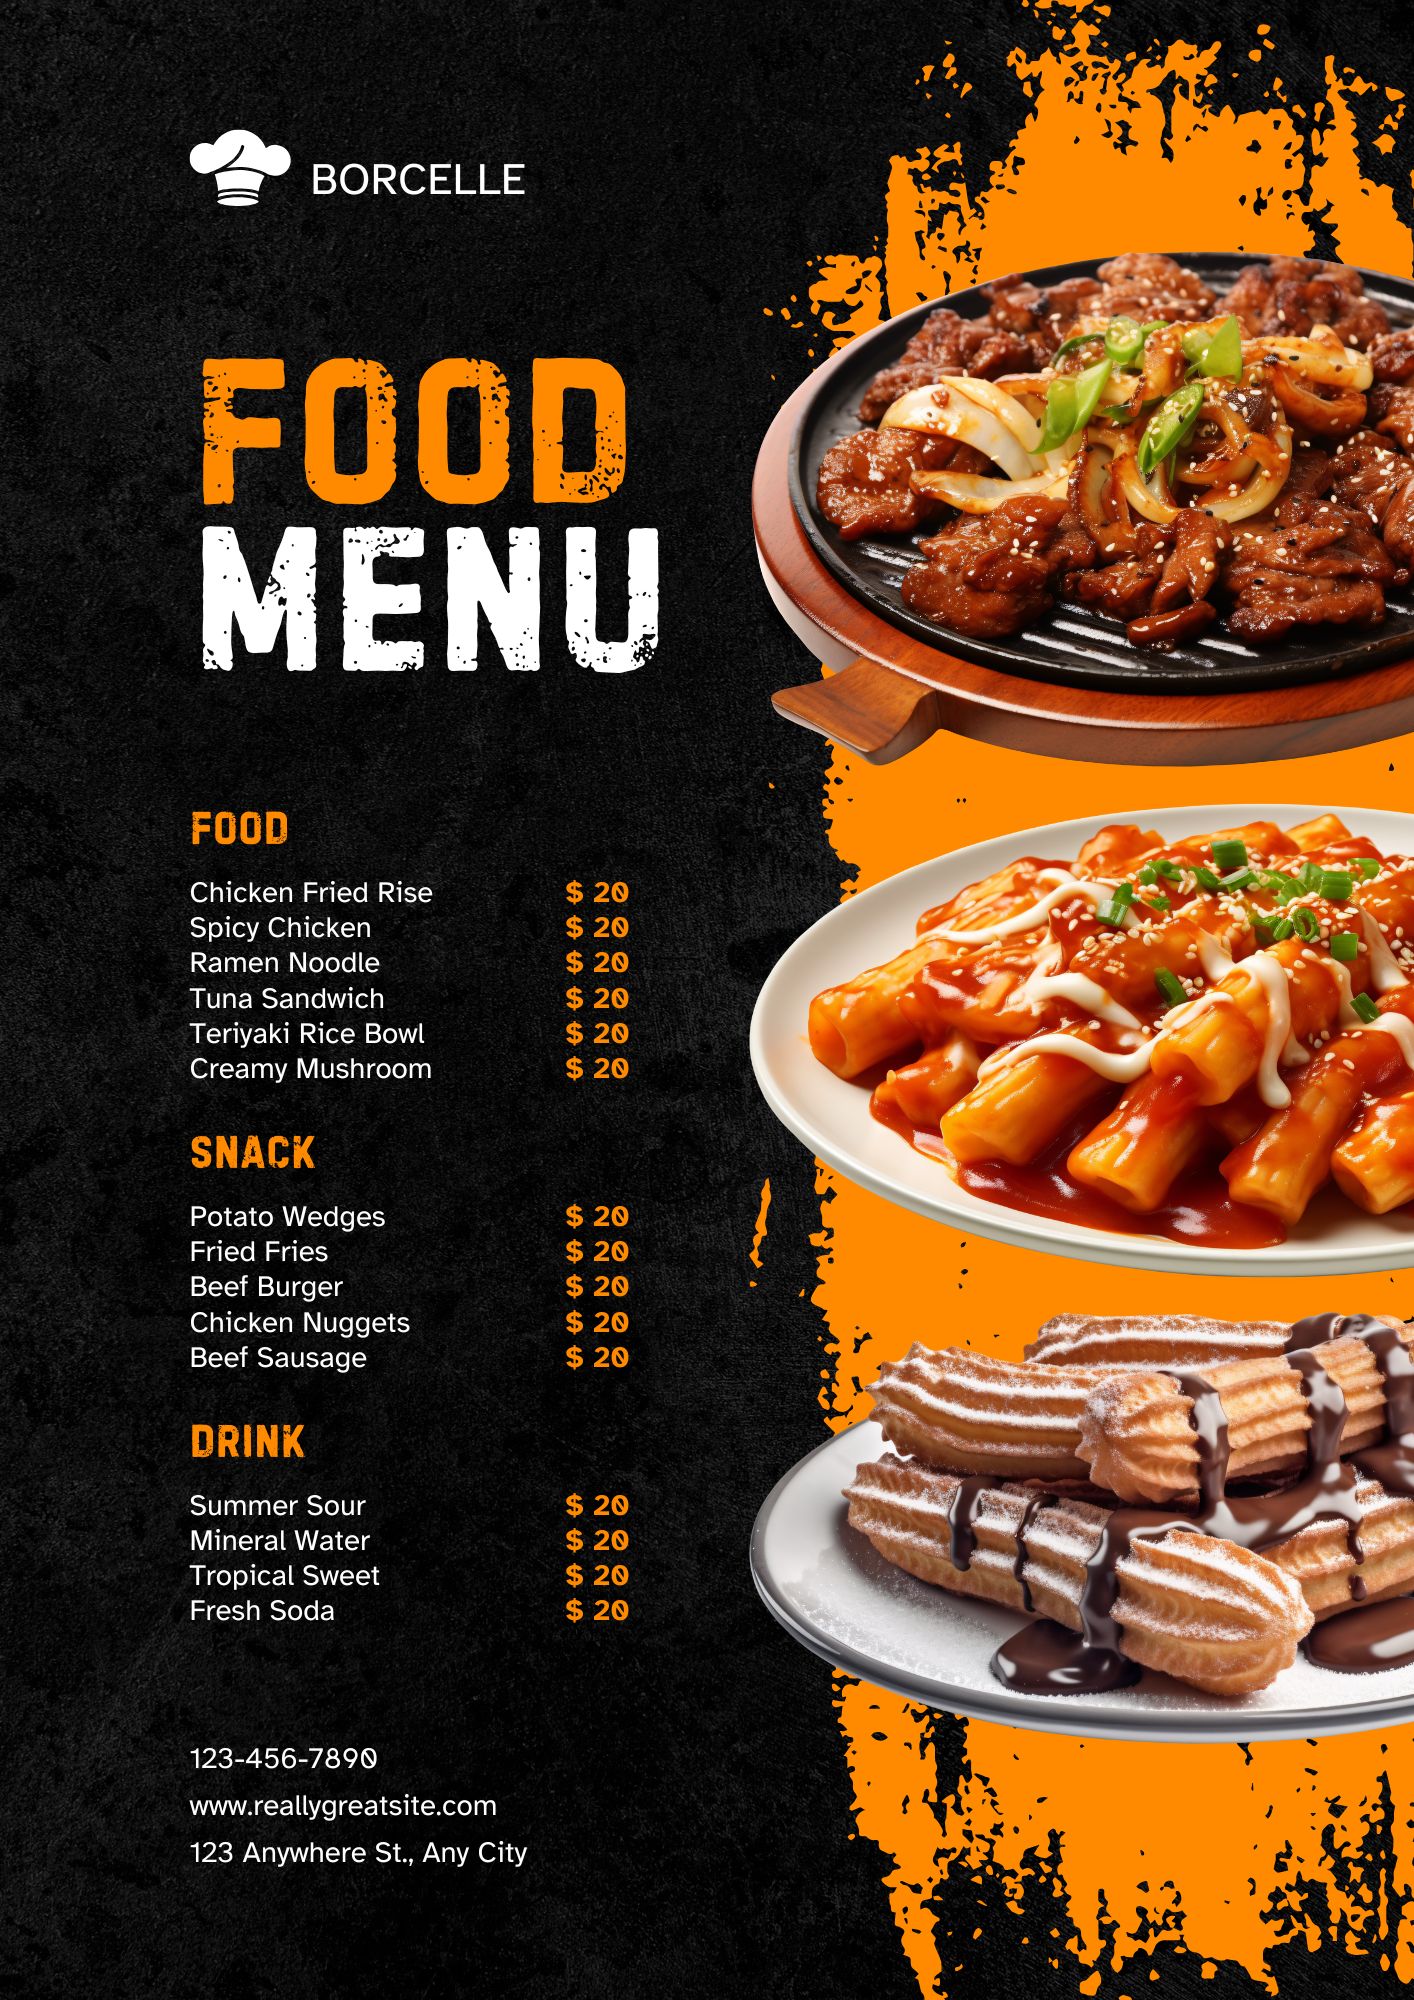 BORCELLE
FOOD
MENU
FOOD
Chicken Fried Rise $ 20
Spicy Chicken $ 20
Ramen Noodle $ 20
Tuna Sandwich $ 20
Teriyaki Rice Bowl $ 20
Creamy Mushroom $ 20
SNACK
Potato Wedges $ 20
Fried Fries $ 20
Beef Burger $ 20
Chicken Nuggets $ 20
Beef Sausage $ 20
DRINK
Summer Sour $ 20
Mineral Water $ 20
Tropical Sweet $ 20
Fresh Soda $ 20
123-456-7890
www.reallygreatsite.com
123 Anywhere St., Any City